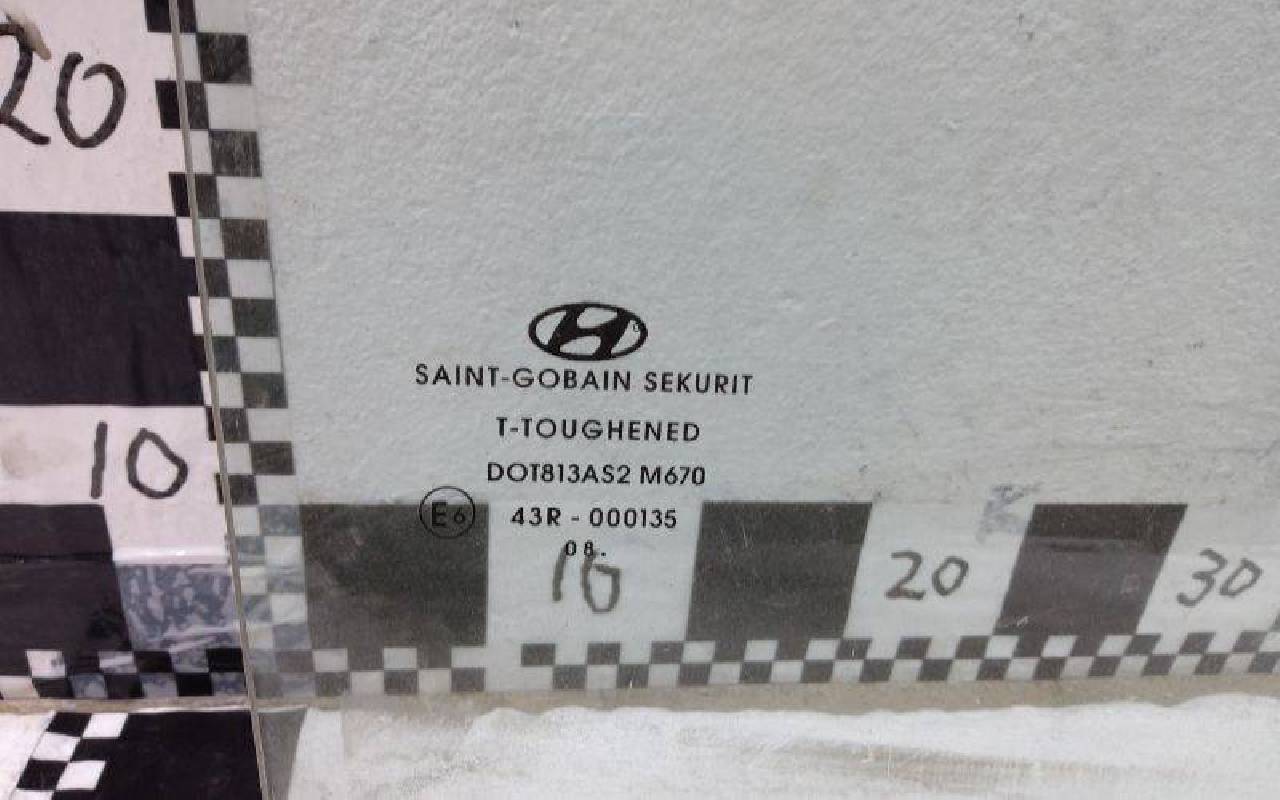 20
10
SAINT-GOBAIN SEKURIT
T-TOUGHENED
DOT813AS2 M670
E6 43R - 000135
08.
10 20 30